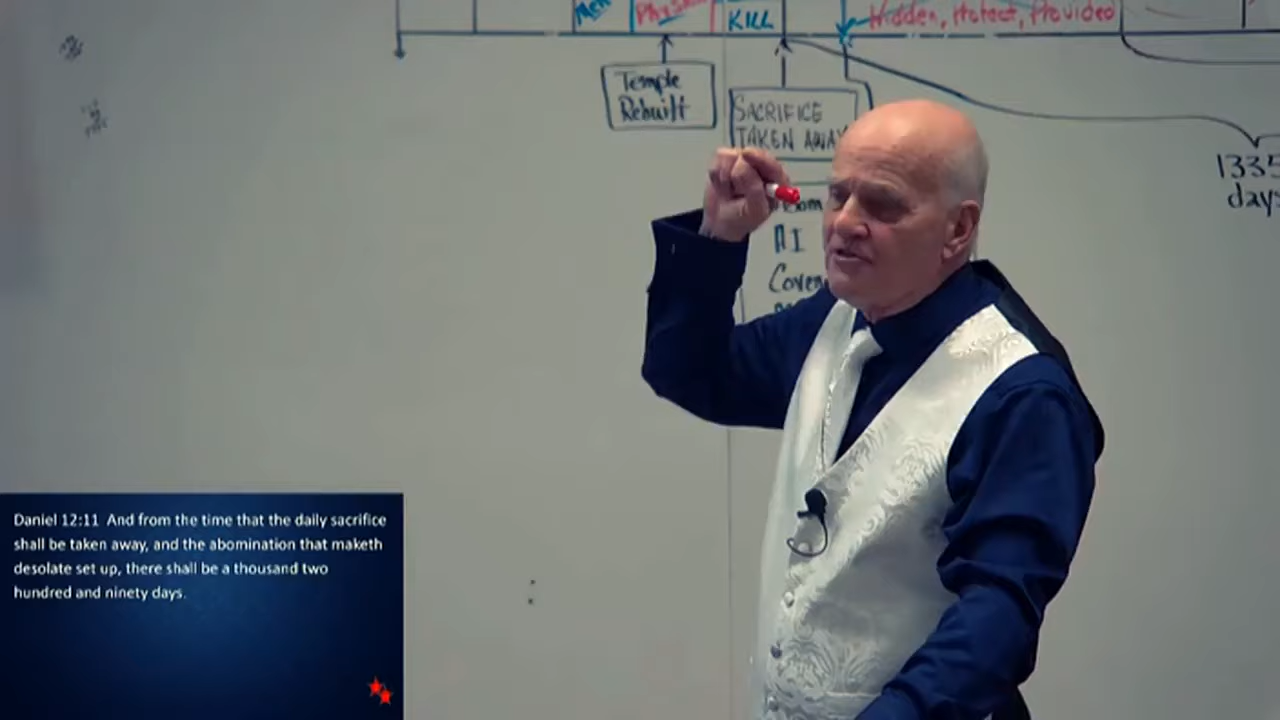 Men
Physical
KILL
Hidden, Protect, Provided
Temple
Rebuilt
SACRIFICE
TAKEN AWAY
1335
days
AI
Daniel 12:11 And from the time that the daily sacrifice
shall be taken away, and the abomination that maketh
desolate set up, there shall be a thousand two
hundred and ninety days.